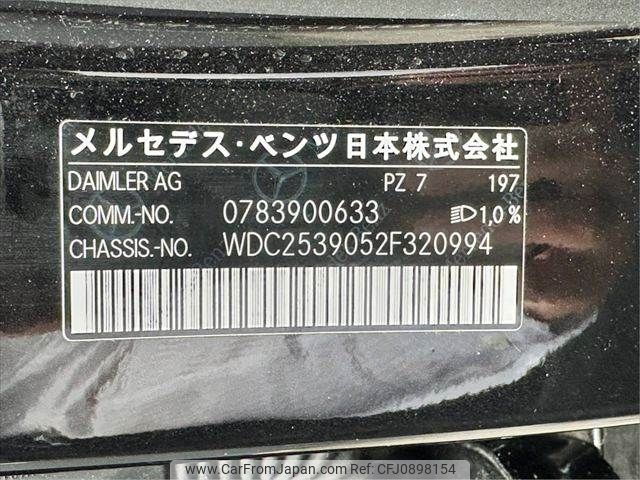 メルセデス・ベンツ日本株式会社
DAIMLER AG PZ 7 197
COMM.-NO. 0783900633 1,0%
CHASSIS.-NO. WDC2539052F320994
www.CarFromJapan.com REF:CFJ0898154